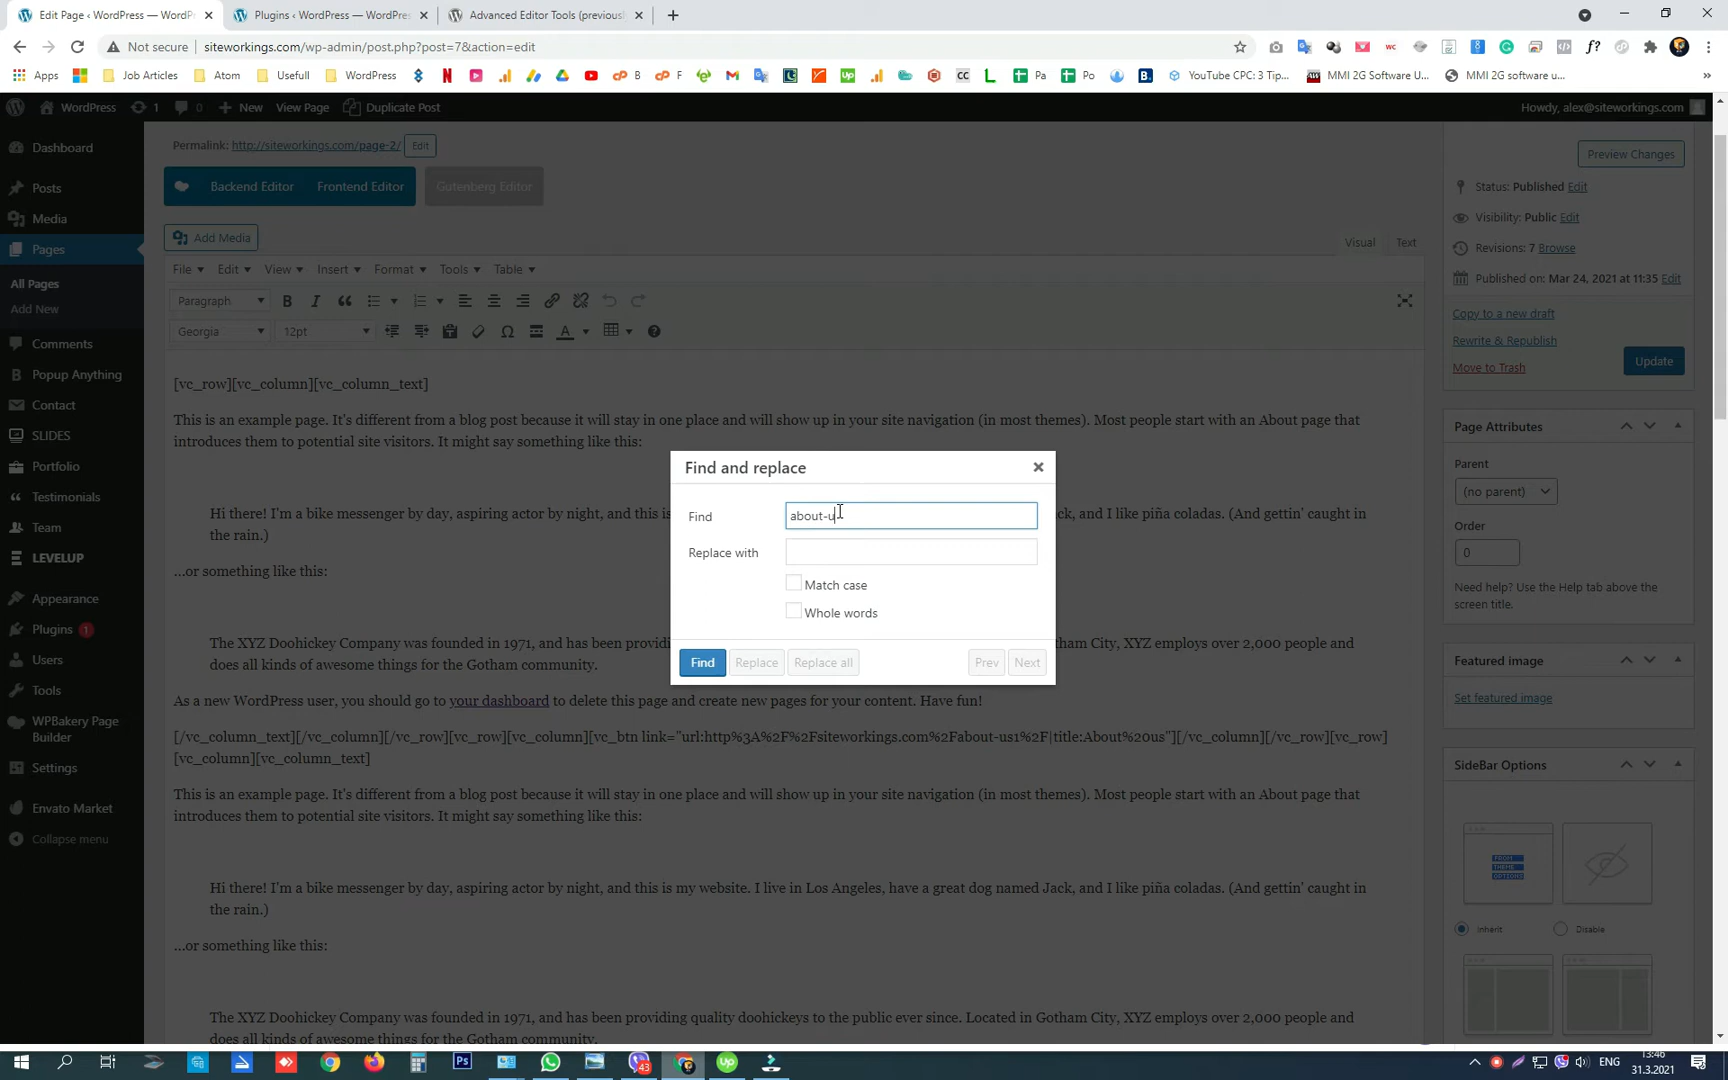 Edit Page ‹ WordPress — WordPr
Plugins ‹ WordPress — WordPres
Advanced Editor Tools (previously
Not secure
siteworkings.com/wp-admin/post.php?post=7&action=edit
Apps
Job Articles
Atom
Usefull
WordPress
B
F
Pa
Po
YouTube CPC: 3 Tip...
MMI 2G Software U...
MMI 2G software u...
WordPress
1
0
New
View Page
Duplicate Post
Howdy, alex@siteworkings.com
Dashboard
Posts
Media
Pages
All Pages
Add New
Comments
Popup Anything
Contact
SLIDES
Portfolio
Testimonials
Team
LEVELUP
Appearance
Plugins 1
Users
Tools
WPBakery Page
Builder
Settings
Envato Market
Collapse menu
Permalink: http://siteworkings.com/page-2/ Edit
Backend Editor
Frontend Editor
Gutenberg Editor
Add Media
Visual
Text
File
Edit
View
Insert
Format
Tools
Table
Paragraph
Georgia
12pt
[vc_row][vc_column][vc_column_text]
This is an example page. It's different from a blog post because it will stay in one place and will show up in your site navigation (in most themes). Most people start with an About page that
introduces them to potential site visitors. It might say something like this:
Hi there! I'm a bike messenger by day, aspiring actor by night, and this is
ck, and I like piña coladas. (And gettin' caught in
the rain.)
...or something like this:
The XYZ Doohickey Company was founded in 1971, and has been providi
tham City, XYZ employs over 2,000 people and
does all kinds of awesome things for the Gotham community.
As a new WordPress user, you should go to your dashboard to delete this page and create new pages for your content. Have fun!
[/vc_column_text][/vc_column][/vc_row][vc_row][vc_column][vc_btn link="url:http%3A%2F%2Fsiteworkings.com%2Fabout-us1%2F|title:About%20us"][/vc_column][/vc_row][vc_row]
[vc_column][vc_column_text]
This is an example page. It's different from a blog post because it will stay in one place and will show up in your site navigation (in most themes). Most people start with an About page that
introduces them to potential site visitors. It might say something like this:
Hi there! I'm a bike messenger by day, aspiring actor by night, and this is my website. I live in Los Angeles, have a great dog named Jack, and I like piña coladas. (And gettin' caught in
the rain.)
...or something like this:
The XYZ Doohickey Company was founded in 1971, and has been providing quality doohickeys to the public ever since. Located in Gotham City, XYZ employs over 2,000 people and
does all kinds of awesome things for the Gotham community.
Find and replace
Find
about-u
Replace with
Match case
Whole words
Find
Replace
Replace all
Prev
Next
Preview Changes
Status: Published Edit
Visibility: Public Edit
Revisions: 7 Browse
Published on: Mar 24, 2021 at 11:35 Edit
Copy to a new draft
Rewrite & Republish
Move to Trash
Update
Page Attributes
Parent
(no parent)
Order
0
Need help? Use the Help tab above the
screen title.
Featured image
Set featured image
SideBar Options
FROM
THEME
OPTIONS
Inherit
Disable
43
ENG
13:46
31.3.2021